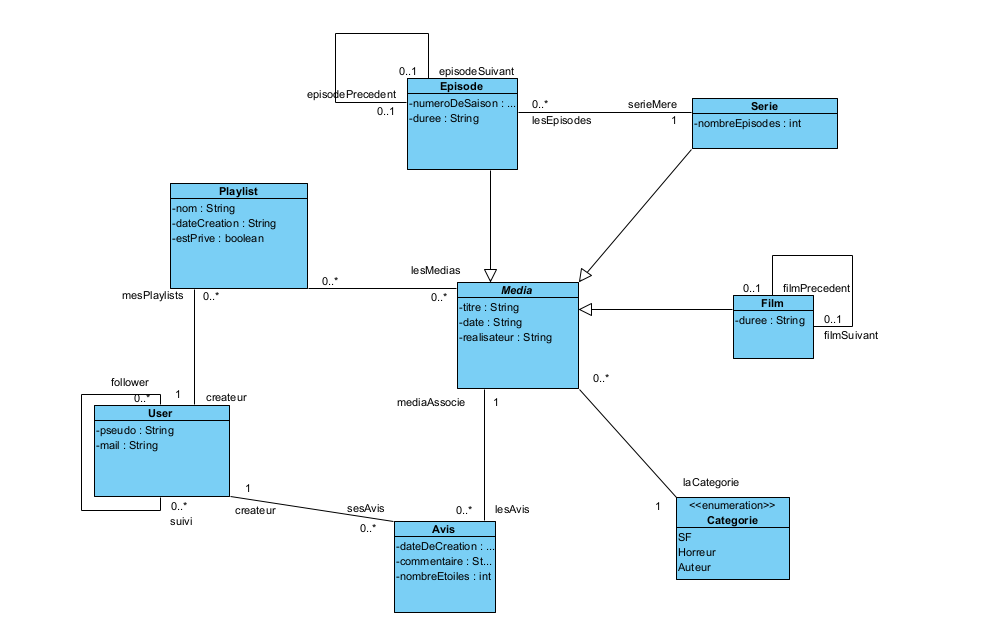 0..1
episodeSuivant
Episode
episodePrecedent
0..1
-numeroDeSaison : ...
-duree : String
0..*
lesEpisodes
serieMere
1
Serie
-nombreEpisodes : int
Playlist
-nom : String
-dateCreation : String
-estPrive : boolean
0..*
lesMedias
0..*
Media
-titre : String
-date : String
-realisateur : String
0..1
filmPrecedent
Film
-duree : String
0..1
filmSuivant
mesPlaylists
0..*
follower
0..*
1
createur
User
-pseudo : String
-mail : String
0..*
suivi
1
createur
sesAvis
0..*
mediaAssocie
1
0..*
lesAvis
Avis
-dateDeCreation : ...
-commentaire : St...
-nombreEtoiles : int
0..*
laCategorie
1
<<enumeration>>
Categorie
SF
Horreur
Auteur